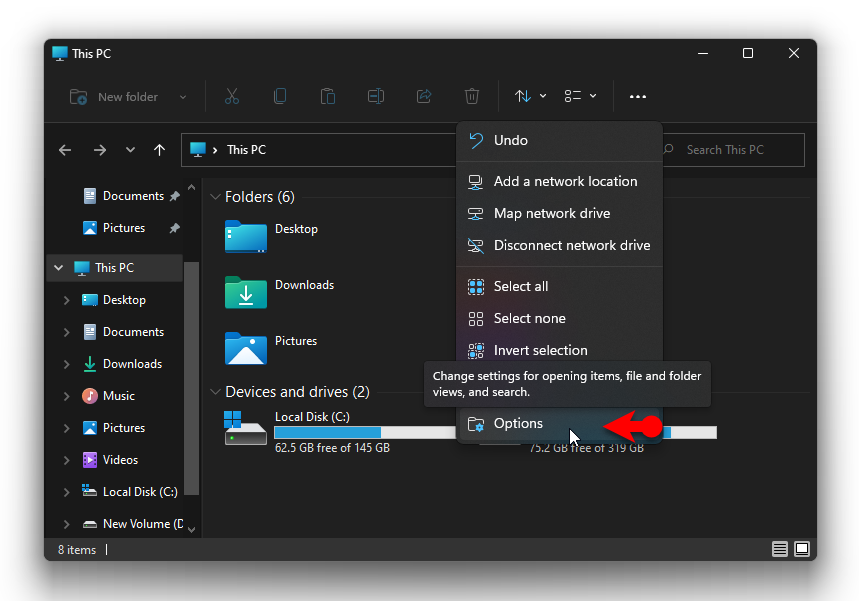 This PC
New folder
This PC
Search This PC
Documents
Pictures
This PC
Desktop
Documents
Downloads
Music
Pictures
Videos
Local Disk (C:)
New Volume (D
Folders (6)
Desktop
Downloads
Pictures
Devices and drives (2)
Local Disk (C:)
62.5 GB free of 145 GB
75.2 GB free of 319 GB
Undo
Add a network location
Map network drive
Disconnect network drive
Select all
Select none
Invert selection
Change settings for opening items, file and folder
views, and search.
Options
8 items